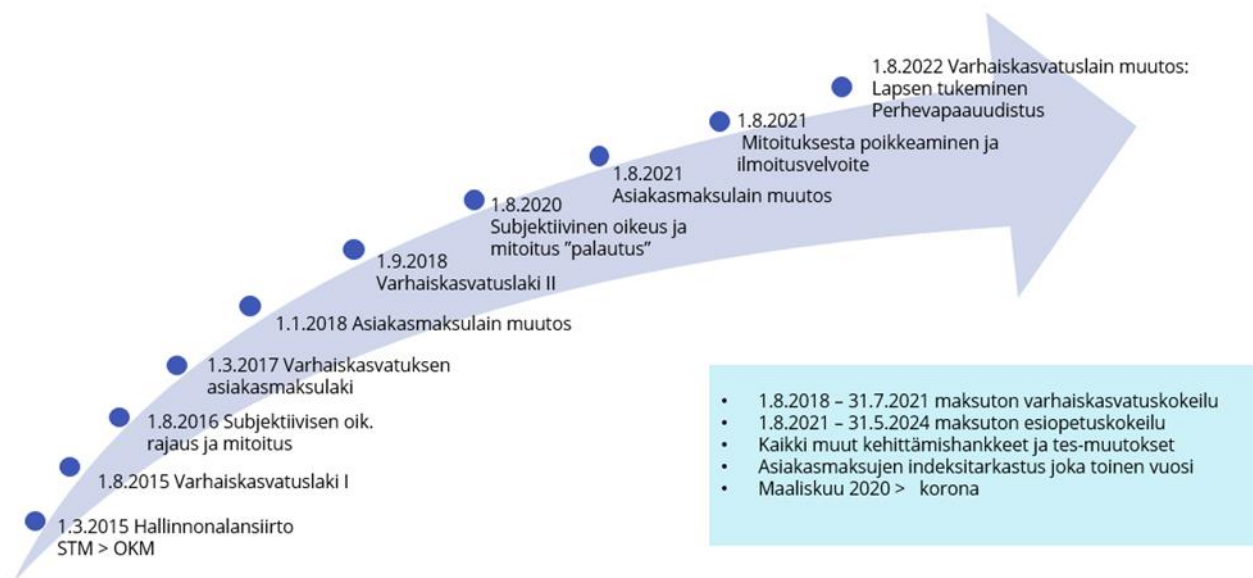 1.8.2022 Varhaiskasvatuslain muutos:
Lapsen tukeminen
Perhevapaauudistus
1.8.2021
Mitoituksesta poikkeaminen ja
ilmoitusvelvoite
1.8.2021
Asiakasmaksulain muutos
1.8.2020
Subjektiivinen oikeus ja
mitoitus ”palautus”
1.9.2018
Varhaiskasvatuslaki II
1.1.2018 Asiakasmaksulain muutos
1.3.2017 Varhaiskasvatuksen
asiakasmaksulaki
1.8.2016 Subjektiivisen oik.
rajaus ja mitoitus
1.8.2015 Varhaiskasvatuslaki I
1.3.2015 Hallinnonalansiirto
STM > OKM
• 1.8.2018 – 31.7.2021 maksuton varhaiskasvatuskokeilu
• 1.8.2021 – 31.5.2024 maksuton esiopetuskokeilu
• Kaikki muut kehittämishankkeet ja tes-muutokset
• Asiakasmaksujen indeksitarkastus joka toinen vuosi
• Maaliskuu 2020 > korona